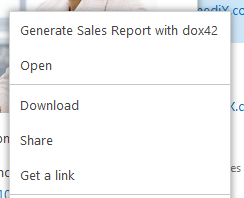 Generate Sales Report with dox42
Open
Download
Share
Get a link